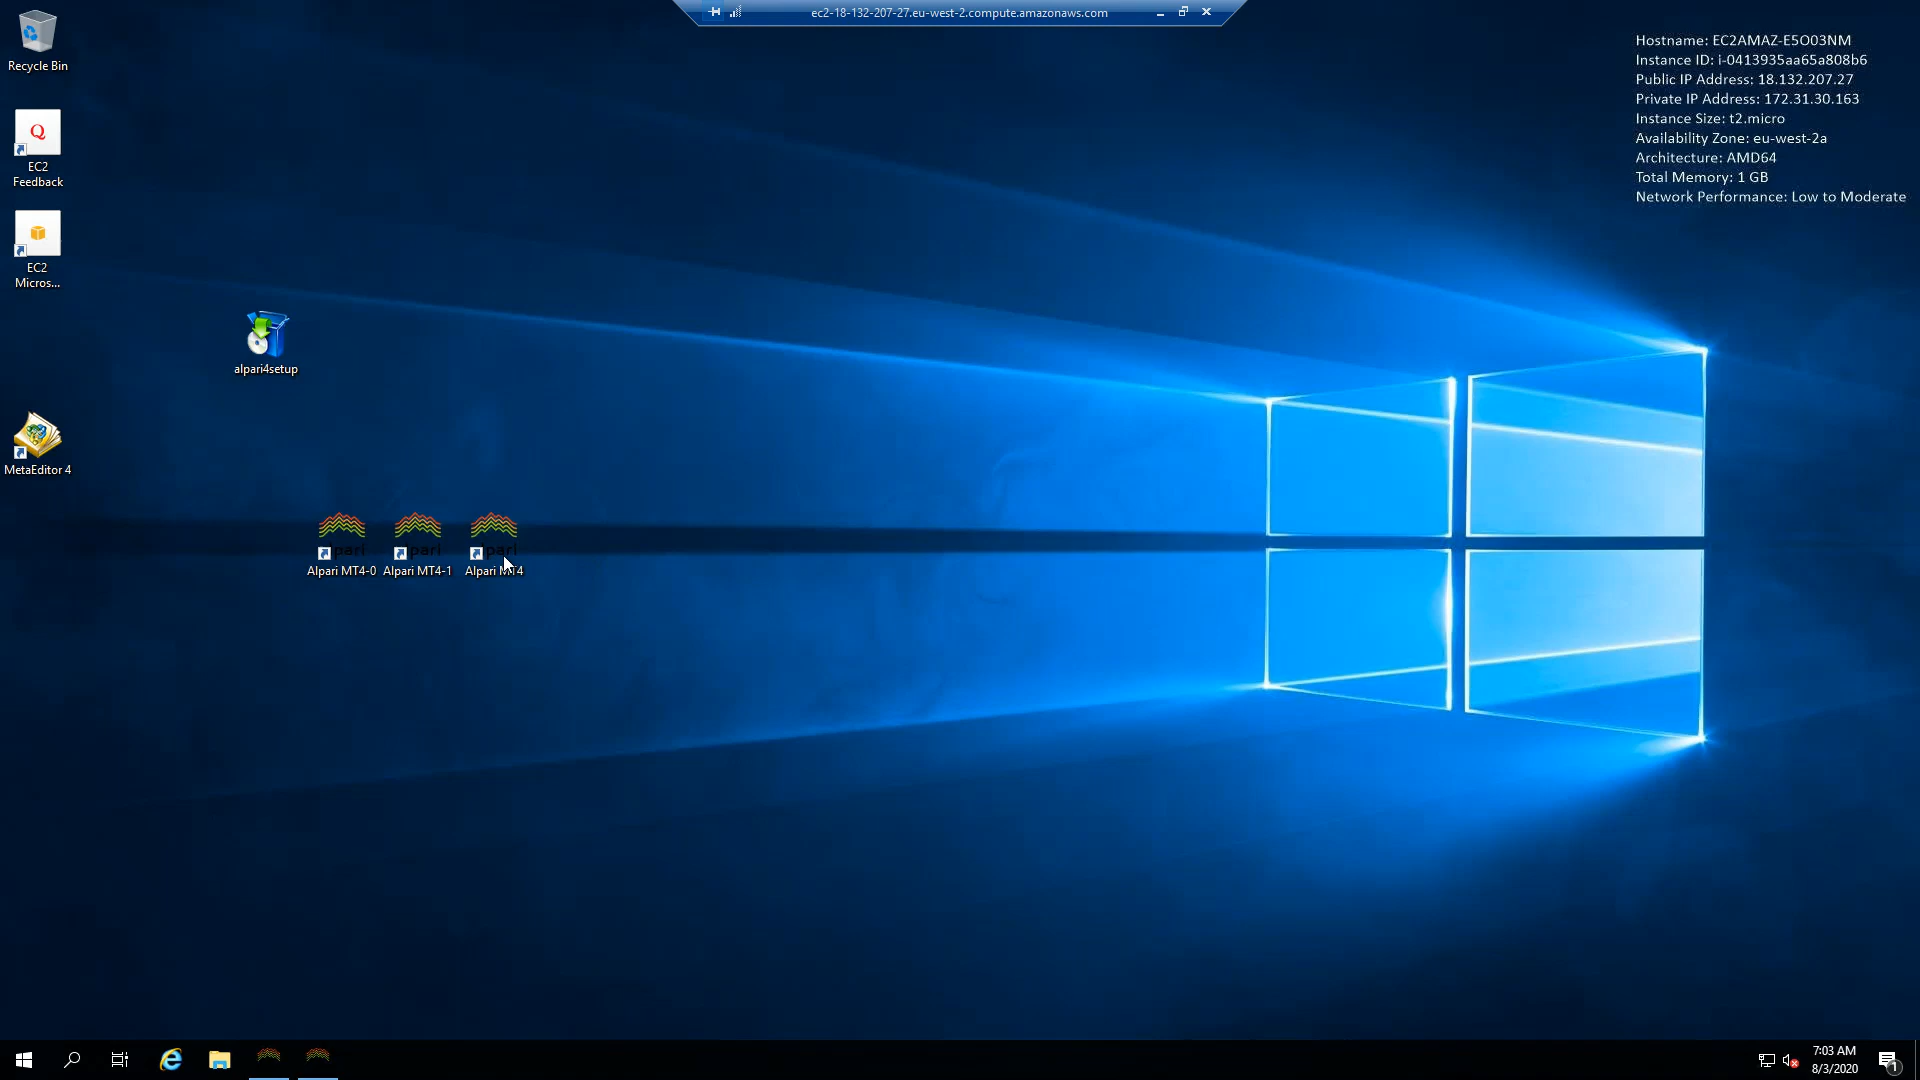 ec2-18-132-207-27.eu-west-2.compute.amazonaws.com
Hostname: EC2AMAZ-E5O03NM
Instance ID: i-0413935aa65a808b6
Public IP Address: 18.132.207.27
Private IP Address: 172.31.30.163
Instance Size: t2.micro
Availability Zone: eu-west-2a
Architecture: AMD64
Total Memory: 1 GB
Network Performance: Low to Moderate
Recycle Bin
Q
EC2
Feedback
EC2
Micros...
alpari4setup
MetaEditor 4
Alpari MT4-0
Alpari MT4-1
Alpari MT4
7:03 AM
8/3/2020
1